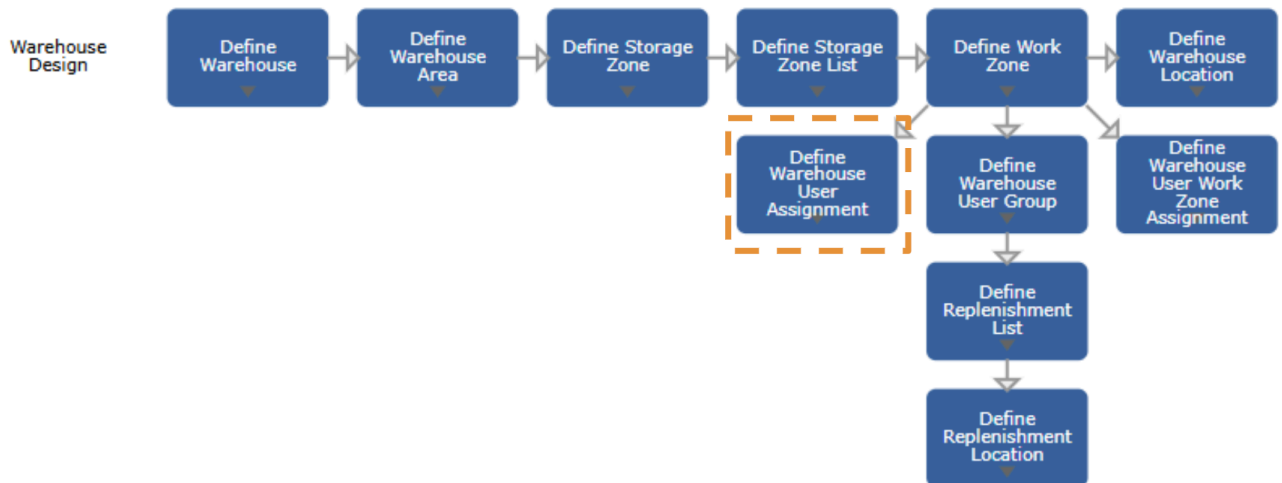 Warehouse
Design
Define
Warehouse
Define
Warehouse
Area
Define Storage
Zone
Define Storage
Zone List
Define Work
Zone
Define
Warehouse
Location
Define
Warehouse
User
Assignment
Define
Warehouse
User Group
Define
Warehouse
User Work
Zone
Assignment
Define
Replenishment
List
Define
Replenishment
Location